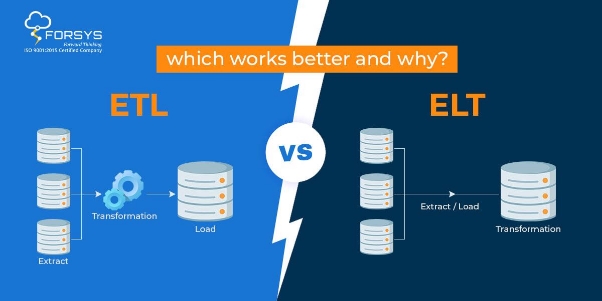 FORSYS
Forward Thinking
ISO 9001:2015 Certified Company
which works better and why?
ETL
VS
ELT
Transformation
Load
Extract
Extract / Load
Transformation